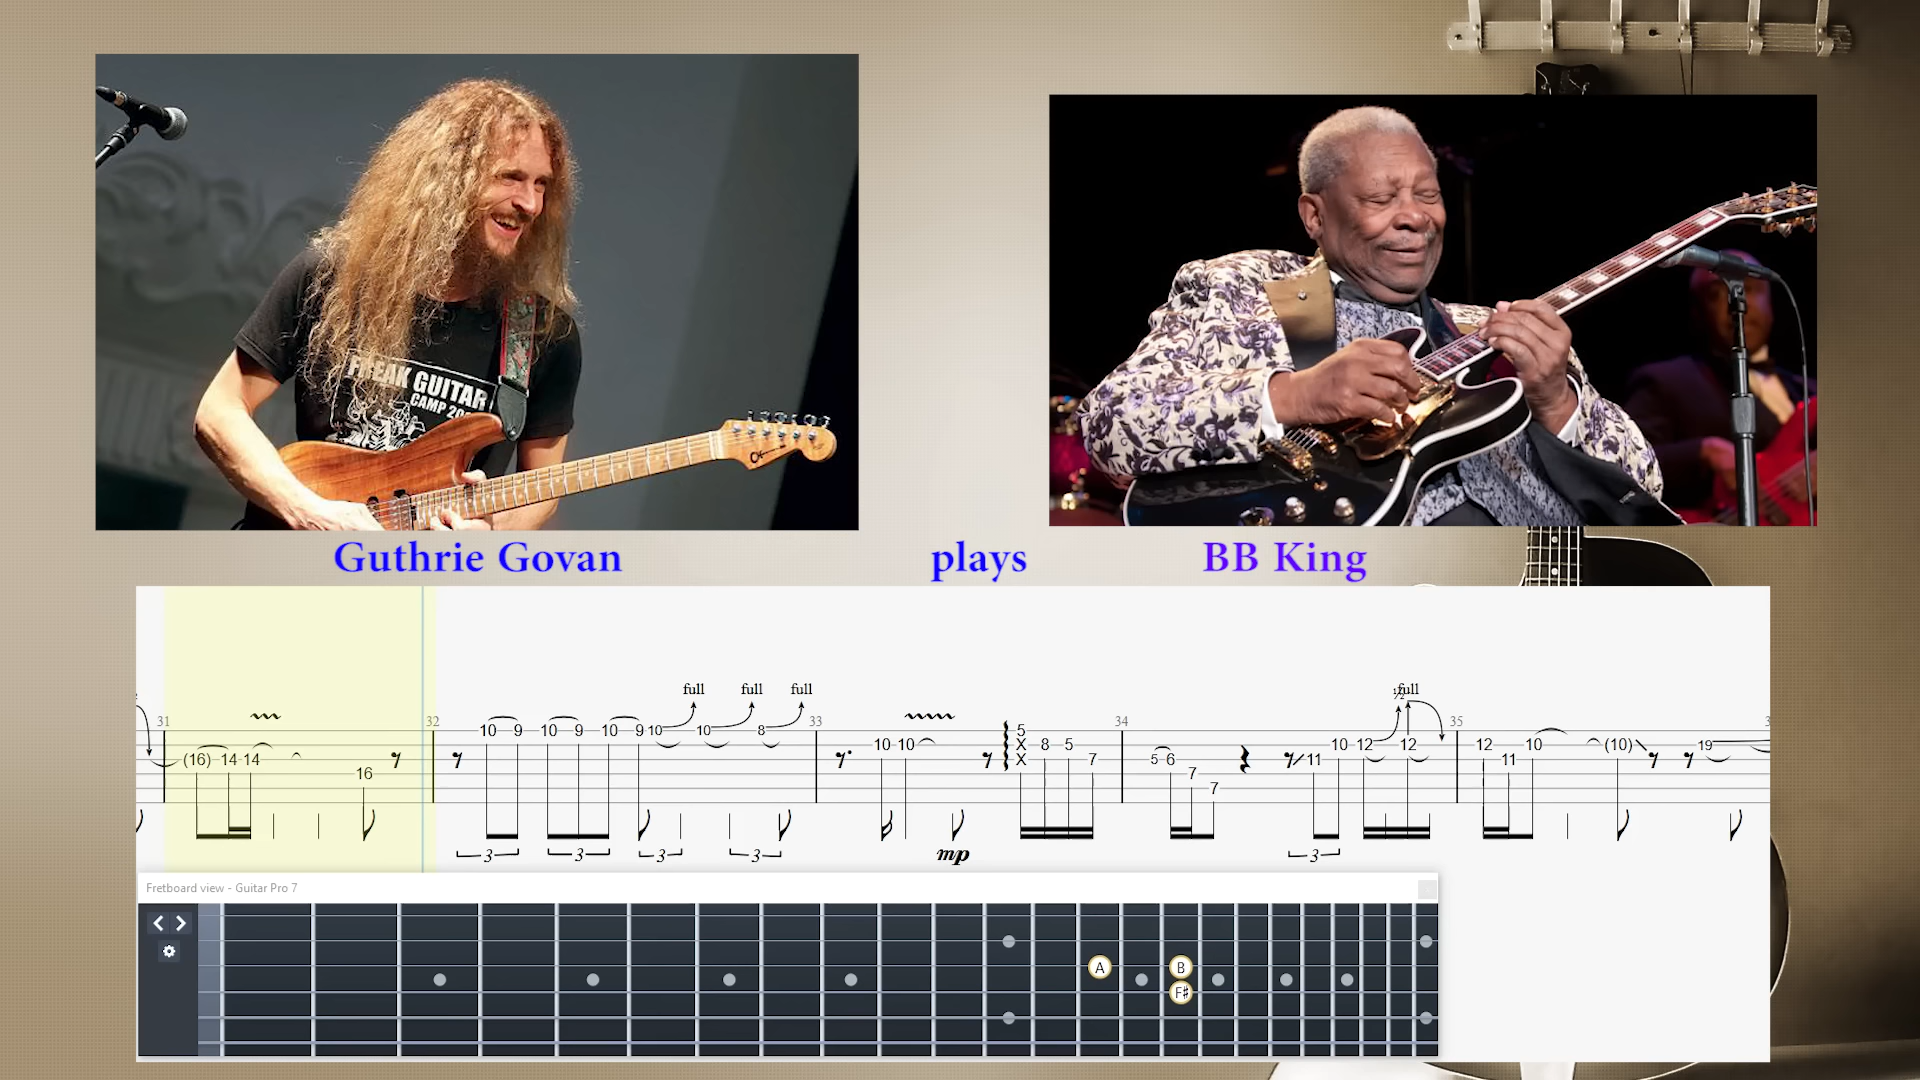 FREAK GUITAR
CAMP 20
Guthrie Govan plays BB King
full full full ½ full
31 32 33 34 35
(16) 14 14 16
10 9 10 9 10 9 10 10 8
10 10 5 X X 8 5 7
5 6 7 7 11 10 12 12
12 11 10 (10) 19
3 3 3 3 mp 3
Fretboard view - Guitar Pro 7
A B
F#